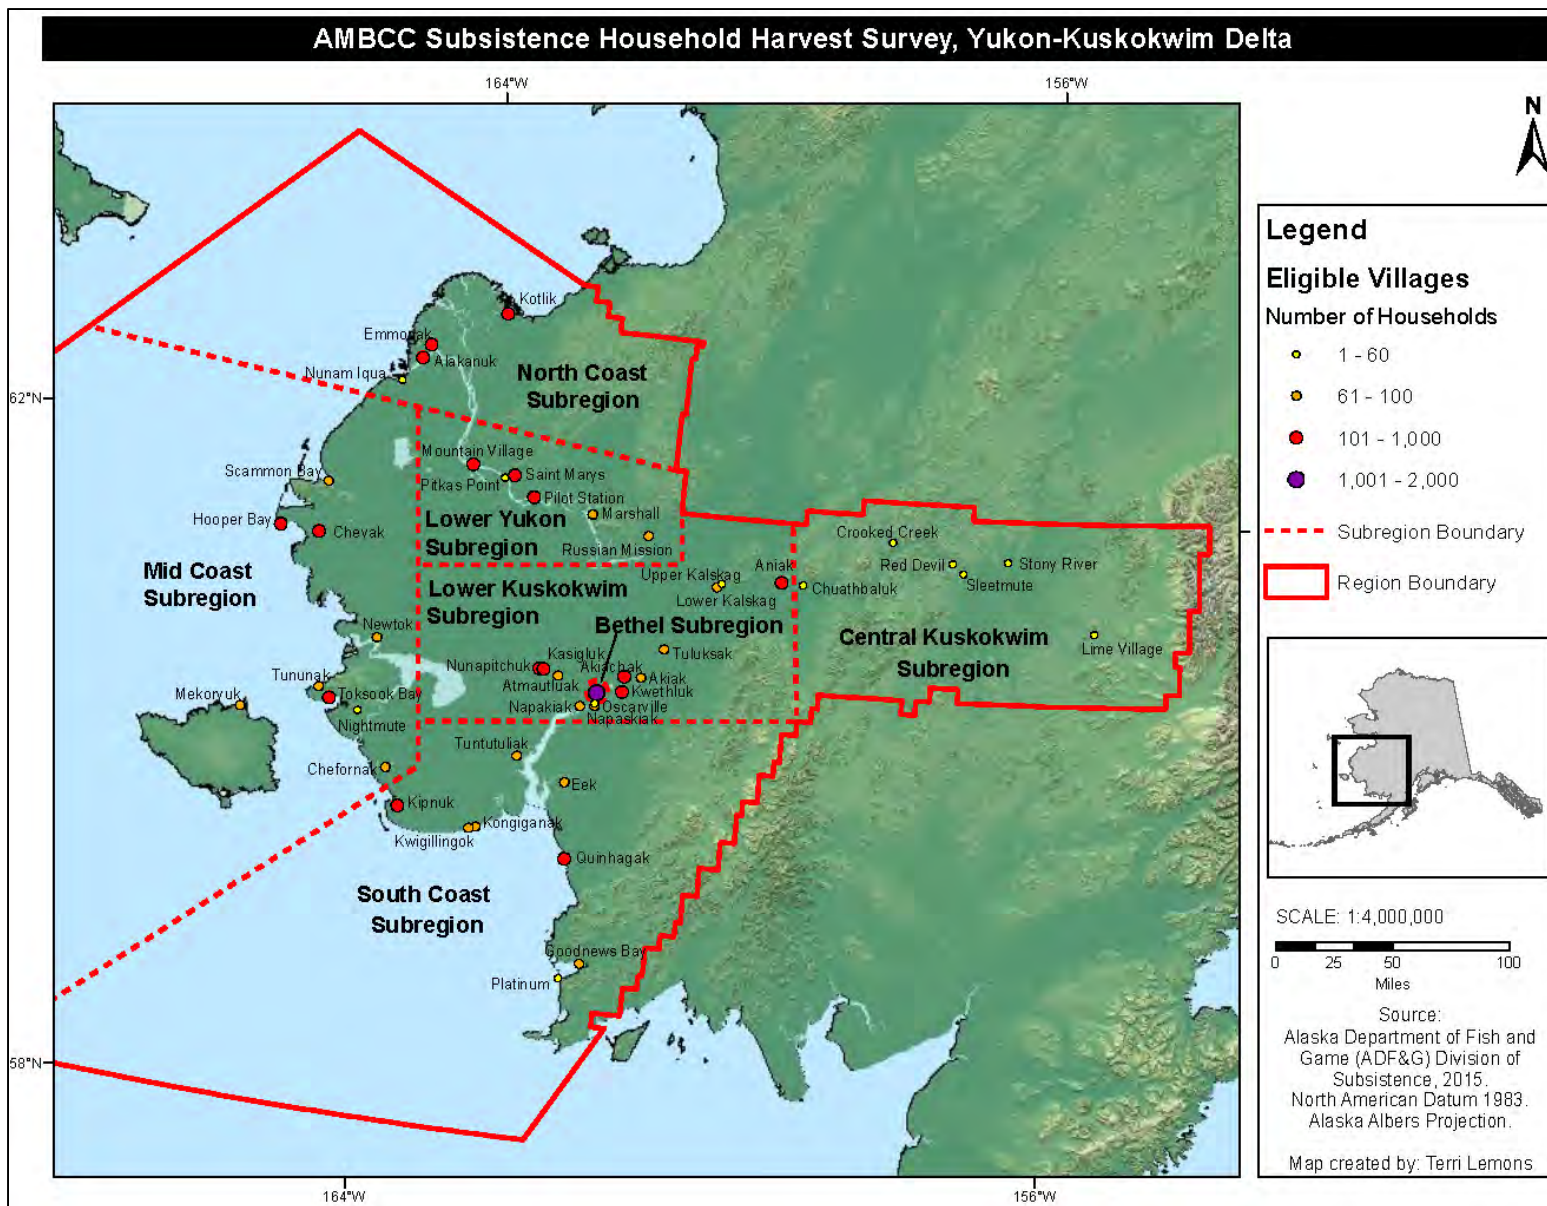 AMBCC Subsistence Household Harvest Survey, Yukon-Kuskokwim Delta
164°W
156°W
N
Kotlik
Emmonak
Alakanuk
Nunam Iqua
North Coast
Subregion
62°N
Mountain Village
Scammon Bay
Saint Marys
Pitkas Point
Pilot Station
Hooper Bay
Chevak
Marshall
Lower Yukon
Subregion
Russian Mission
Crooked Creek
Red Devil
Stony River
Sleetmute
Mid Coast
Subregion
Upper Kalskag
Aniak
Chuathbaluk
Lower Kalskag
Lower Kuskokwim
Subregion
Bethel Subregion
Central Kuskokwim
Subregion
Lime Village
Newtok
Tuluksak
Kasigluk
Nunapitchuk
Akiachak
Akiak
Atmautluak
Kwethluk
Tununak
Toksook Bay
Mekoryuk
Nightmute
Napakiak
Oscarville
Napaskiak
Tuntutuliak
Chefornak
Eek
Kipnuk
Kongiganak
Kwigillingok
Quinhagak
South Coast
Subregion
Goodnews Bay
Platinum
58°N
164°W
156°W
Legend
Eligible Villages
Number of Households
1 - 60
61 - 100
101 - 1,000
1,001 - 2,000
Subregion Boundary
Region Boundary
SCALE: 1:4,000,000
0 25 50 100
Miles
Source:
Alaska Department of Fish and
Game (ADF&G) Division of
Subsistence, 2015.
North American Datum 1983.
Alaska Albers Projection.
Map created by: Terri Lemons